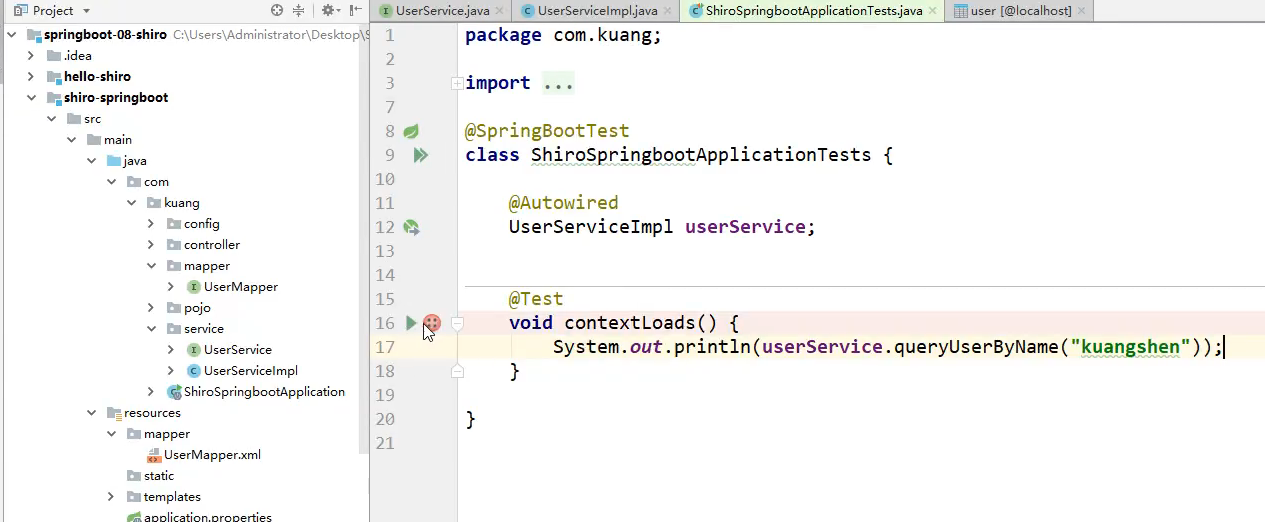 Project
springboot-08-shiro C:\Users\Administrator\Desktop\S
.idea
hello-shiro
shiro-springboot
src
main
java
com
kuang
config
controller
mapper
UserMapper
pojo
service
UserService
UserServiceImpl
ShiroSpringbootApplication
resources
mapper
UserMapper.xml
static
templates
application.properties
UserService.java
UserServiceImpl.java
ShiroSpringbootApplicationTests.java
user [@localhost]
1 package com.kuang;
2
3 import ...
7
8 @SpringBootTest
9 class ShiroSpringbootApplicationTests {
10
11 @Autowired
12 UserServiceImpl userService;
13
14
15 @Test
16 void contextLoads() {
17 System.out.println(userService.queryUserByName("kuangshen"));
18 }
19
20 }
21